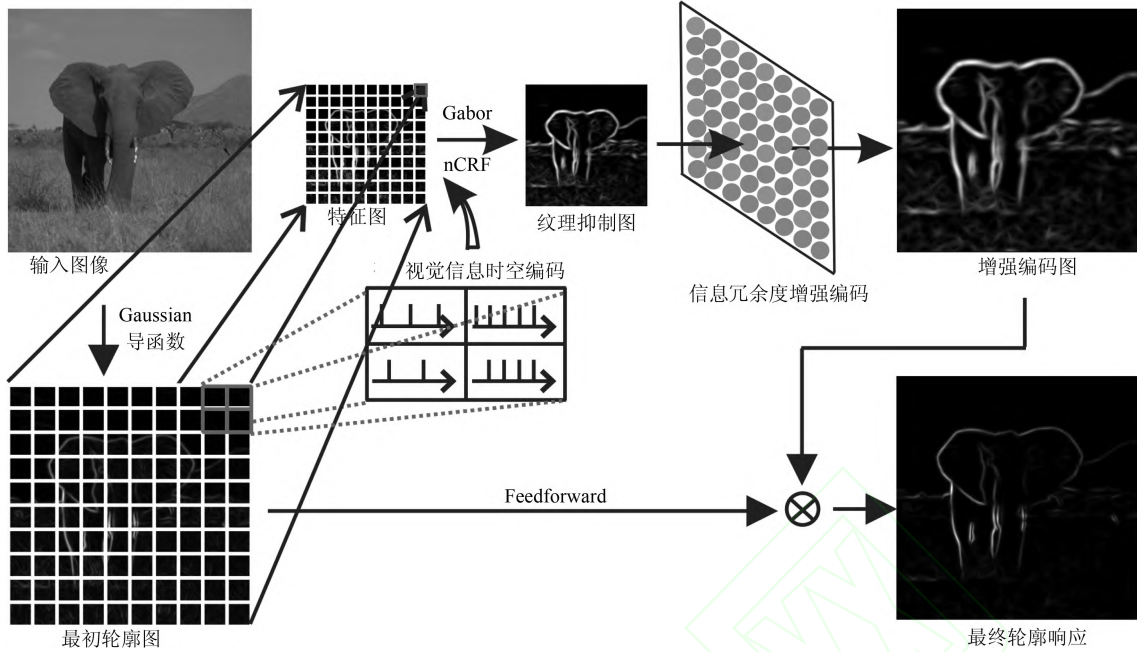 输入图像
Gaussian
导函数
最初轮廓图
特征图
Gabor
nCRF
视觉信息时空编码
纹理抑制图
信息冗余度增强编码
增强编码图
Feedforward
最终轮廓响应